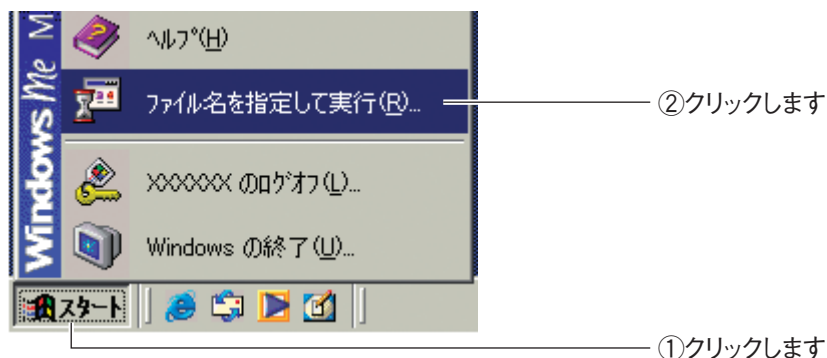 Windows Me M
ヘルプ(H)
ファイル名を指定して実行(R)...
②クリックします
XXXXXXX のログオフ(L)...
Windows の終了(U)...
スタート
①クリックします